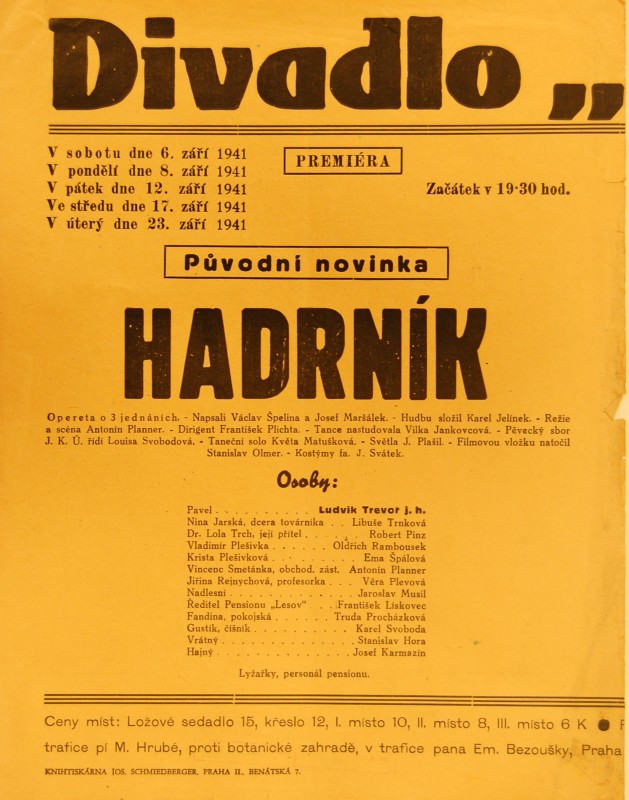 Divadlo „
V sobotu dne 6. září 1941
V pondělí dne 8. září 1941
V pátek dne 12. září 1941
Ve středu dne 17. září 1941
V úterý dne 23. září 1941
PREMIÉRA
Začátek v 19·30 hod.
Původní novinka
HADRNÍK
Opereta o 3 jednáních. - Napsali Václav Špelina a Josef Maršálek. - Hudbu složil Karel Jelínek. - Režie
a scéna Antonín Planner. - Dirigent František Plichta. - Tance nastudovala Vilka Jankovcová. - Pěvecký sbor
J. K. Ú. řídí Louisa Svobodová. - Taneční solo Květa Matušková. - Světla J. Plašil. - Filmovou vložku natočil
Stanislav Olmer. - Kostýmy fa. J. Svátek.
Osoby:
Pavel . . . . . . . . . . Ludvik Trevor j. h.
Nina Jarská, dcera továrníka . . Libuše Trnková
Dr. Lola Trch, její přítel . . . . . Robert Pinz
Vladimír Plešivka . . . . . . Oldřich Rambousek
Krista Plešivková . . . . . . . . Ema Špálová
Vincenc Smetánka, obchod. zást. Antonín Planner
Jiřina Rejnychová, profesorka . . . Věra Plevová
Nadlesní . . . . . . . . . . . . Jaroslav Musil
Ředitel Pensionu „Lesov" . . František Lískovec
Fandina, pokojská . . . . . . Truda Procházková
Gustík, číšník . . . . . . . . . Karel Svoboda
Vrátný . . . . . . . . . . . . Stanislav Hora
Hajný . . . . . . . . . . . . Josef Karmazín
Lyžařky, personál pensionu.
Ceny míst: Ložové sedadlo 15, křeslo 12, I. místo 10, II. místo 8, III. místo 6 K ●
trafice pí M. Hrubé, proti botanické zahradě, v trafice pana Em. Bezoušky, Praha
KNIHTISKÁRNA JOS. SCHMIEDBERGER, PRAHA II., BENÁTSKÁ 7.